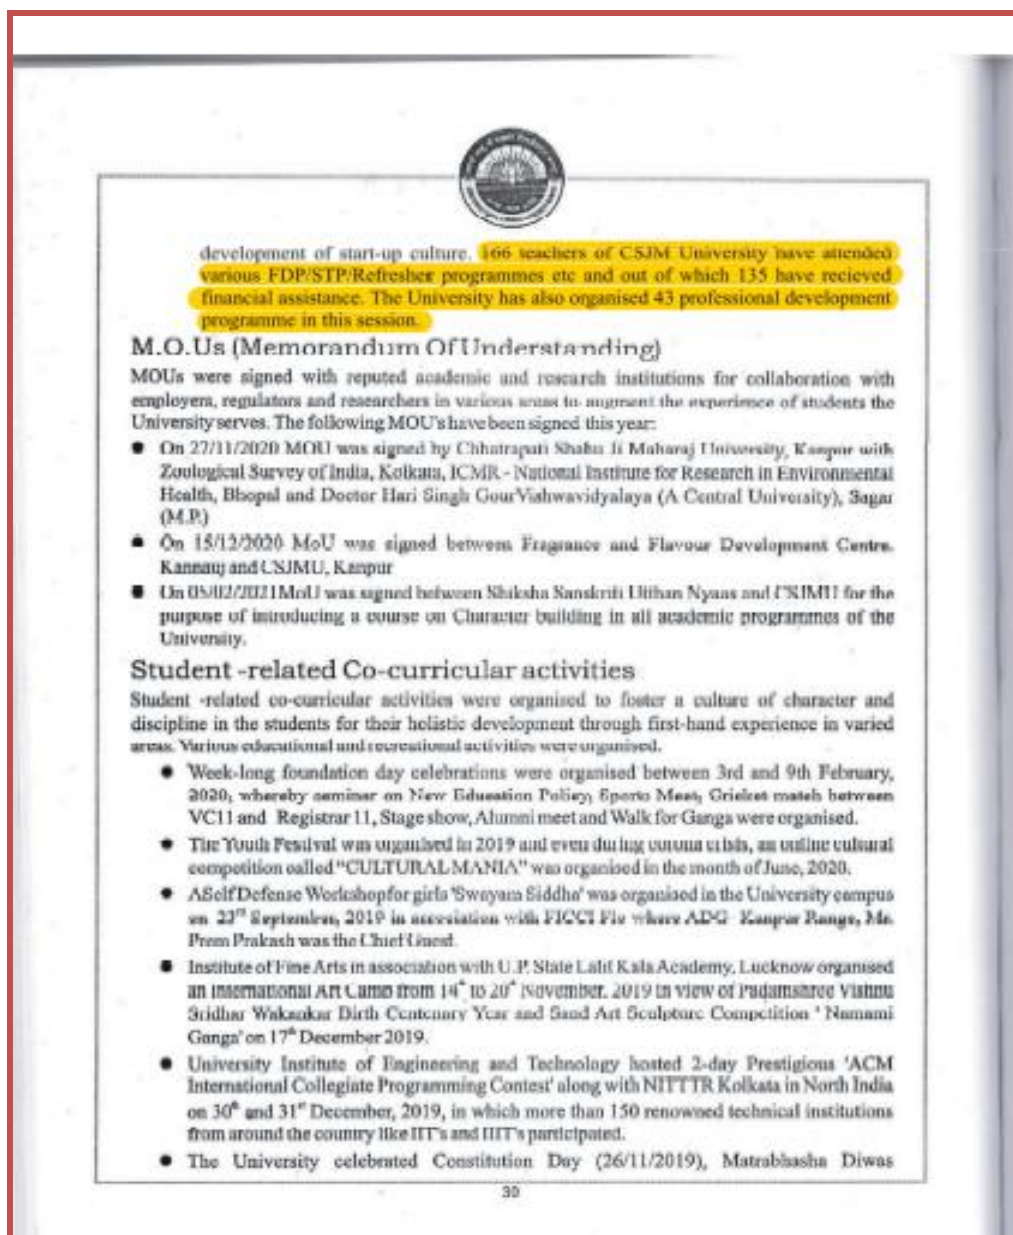 development of start-up culture. 166 teachers of CSJM University have attended
various FDP/STP/Refresher programmes etc and out of which 135 have recieved
financial assistance. The University has also organised 43 professional development
programme in this session.
M.O.Us (Memorandum Of Understanding)
MOUs were signed with reputed academic and research institutions for collaboration with
employers, regulators and researchers in various areas to augment the experience of students the
University serves. The following MOU's have been signed this year:
● On 27/11/2020 MOU was signed by Chhatrapati Shahu Ji Maharaj University, Kanpur with
Zoological Survey of India, Kolkata, ICMR - National Institute for Research in Environmental
Health, Bhopal and Doctor Hari Singh Gour Vishwavidyalaya (A Central University), Sagar
(M.P.)
● On 15/12/2020 MoU was signed between Fragrance and Flavour Development Centre,
Kannauj and CSJMU, Kanpur
● On 05/02/2021 MoU was signed between Shiksha Sanskriti Utthan Nyaas and CSJMU for the
purpose of introducing a course on Character building in all academic programmes of the
University.
Student -related Co-curricular activities
Student -related co-curricular activities were organised to foster a culture of character and
discipline in the students for their holistic development through first-hand experience in varied
areas. Various educational and recreational activities were organised.
● Week-long foundation day celebrations were organised between 3rd and 9th February,
2020, whereby seminar on New Education Policy, Sports Meet, Cricket match between
VC11 and Registrar 11, Stage show, Alumni meet and Walk for Ganga were organised.
● The Youth Festival was organised in 2019 and even during corona crisis, an online cultural
competition called "CULTURAL MANIA" was organised in the month of June, 2020.
● A Self Defense Workshop for girls 'Swayam Siddha' was organised in the University campus
on 23rd September, 2019 in association with FICCI Flo where ADG Kanpur Range, Mr.
Prem Prakash was the Chief Guest.
● Institute of Fine Arts in association with U.P. State Lalit Kala Academy, Lucknow organised
an International Art Camp from 14th to 20th November, 2019 in view of Padamshree Vishnu
Sridhar Wakankar Birth Centenary Year and Sand Art Sculpture Competition ' Namami
Ganga' on 17th December 2019.
● University Institute of Engineering and Technology hosted 2-day Prestigious 'ACM
International Collegiate Programming Contest' along with NITTTR Kolkata in North India
on 30th and 31st December, 2019, in which more than 150 renowned technical institutions
from around the country like IIT's and IIIT's participated.
● The University celebrated Constitution Day (26/11/2019), Matrabhasha Diwas
30